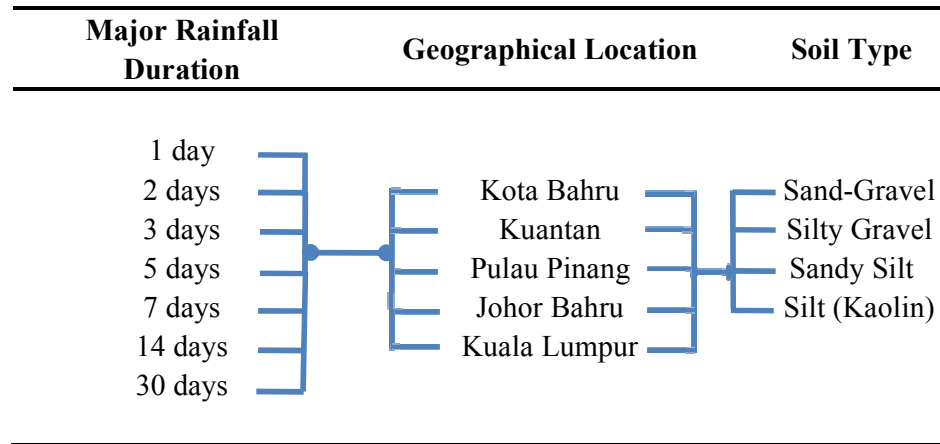 Major Rainfall Duration
Geographical Location
Soil Type
1 day
2 days
3 days
5 days
7 days
14 days
30 days
Kota Bahru
Kuantan
Pulau Pinang
Johor Bahru
Kuala Lumpur
Sand-Gravel
Silty Gravel
Sandy Silt
Silt (Kaolin)